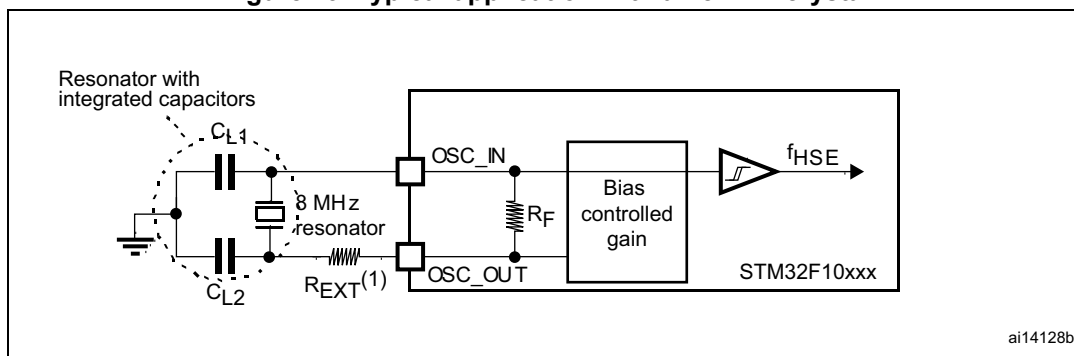 Resonator with
integrated capacitors
CL1
OSC_IN
fHSE
8 MHz
resonator
RF
Bias
controlled
gain
CL2
REXT(1)
OSC_OUT
STM32F10xxx
ai14128b